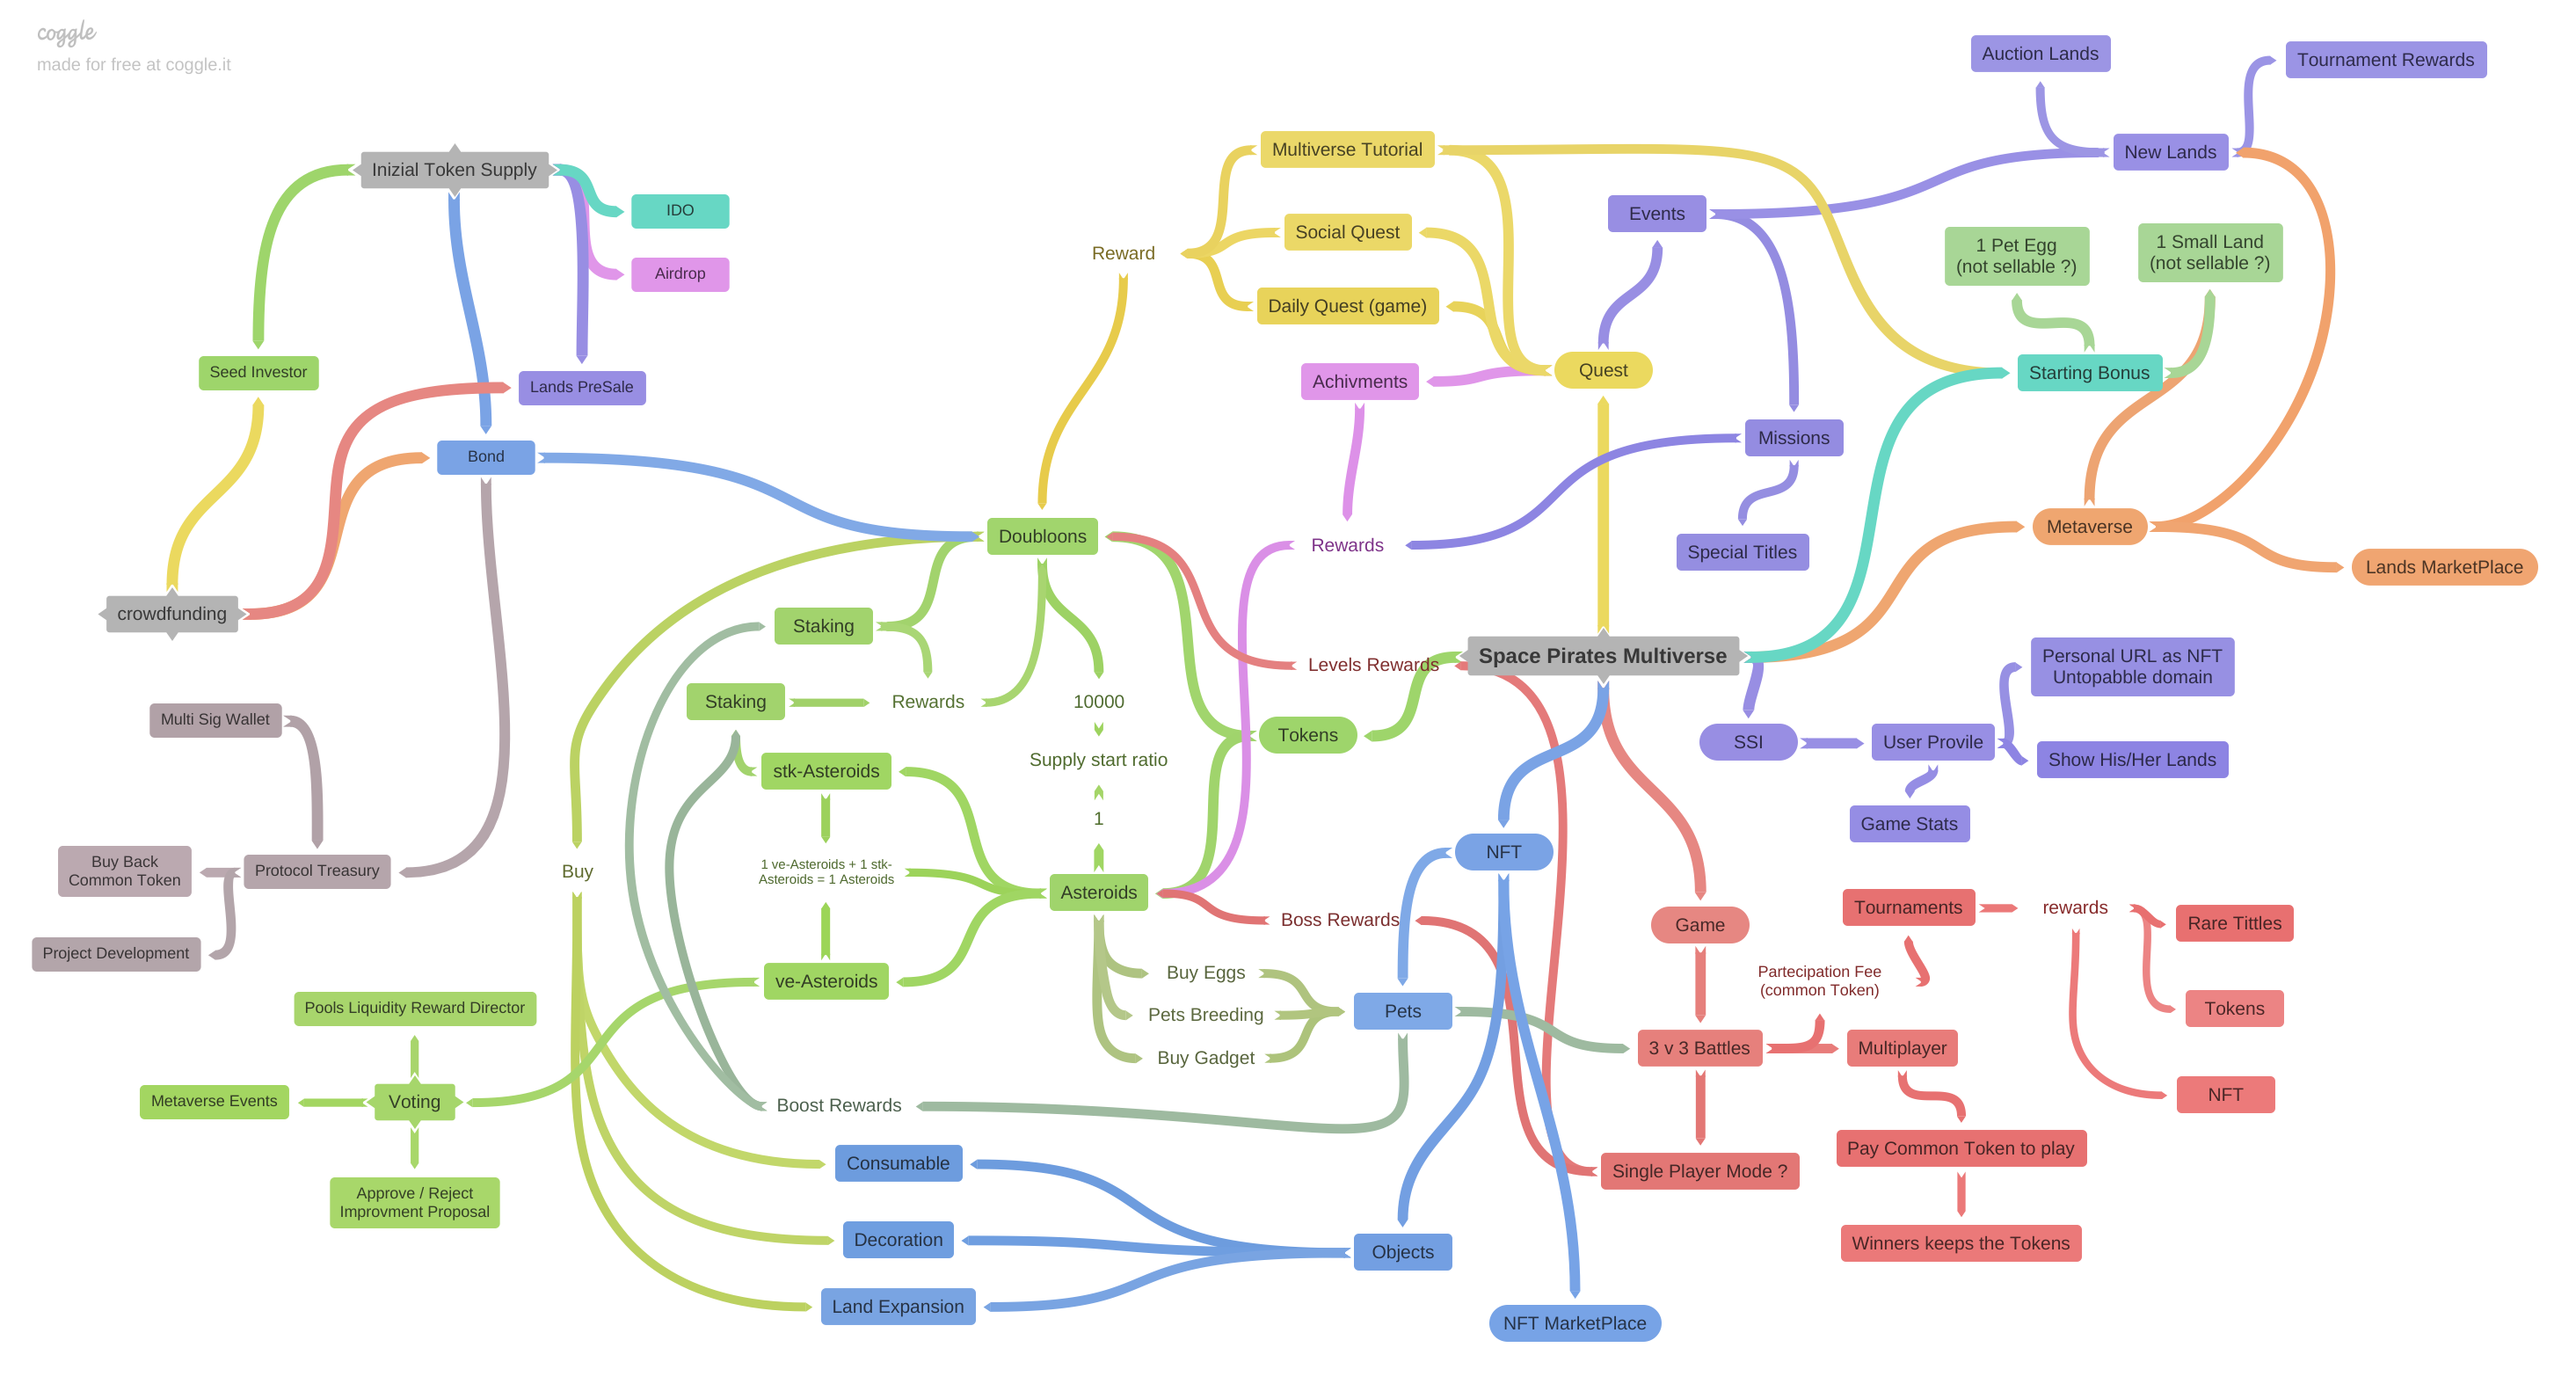 coggle
made for free at coggle.it
Auction Lands
Tournament Rewards
Inizial Token Supply
Multiverse Tutorial
New Lands
IDO
Events
Social Quest
Reward
1 Pet Egg
(not sellable ?)
1 Small Land
(not sellable ?)
Airdrop
Daily Quest (game)
Seed Investor
Lands PreSale
Achivments
Quest
Starting Bonus
Bond
Missions
Doubloons
Rewards
Special Titles
Metaverse
Lands MarketPlace
crowdfunding
Staking
Levels Rewards
Space Pirates Multiverse
Personal URL as NFT
Untopabble domain
Staking
Rewards
10000
Multi Sig Wallet
Tokens
SSI
User Provile
Show His/Her Lands
Supply start ratio
stk-Asteroids
1
Game Stats
1 ve-Asteroids + 1 stk-
Asteroids = 1 Asteroids
Buy
NFT
Buy Back
Common Token
Protocol Treasury
Asteroids
Boss Rewards
Game
Tournaments
rewards
Rare Tittles
Project Development
ve-Asteroids
Buy Eggs
Partecipation Fee
(common Token)
Pools Liquidity Reward Director
Pets Breeding
Pets
Tokens
Buy Gadget
3 v 3 Battles
Multiplayer
Metaverse Events
Voting
Boost Rewards
NFT
Consumable
Single Player Mode ?
Pay Common Token to play
Approve / Reject
Improvment Proposal
Decoration
Objects
Winners keeps the Tokens
Land Expansion
NFT MarketPlace